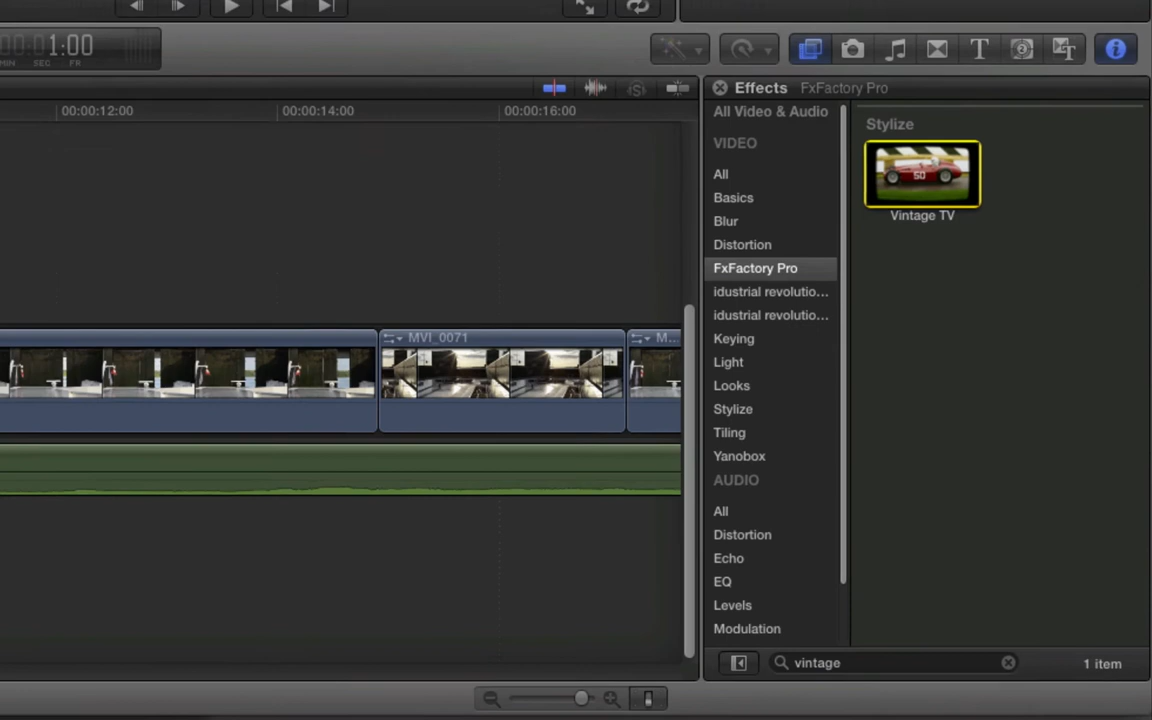 1:00
MIN SEC FR
T
T
Effects FxFactory Pro
00:00:12:00 00:00:14:00 00:00:16:00
All Video & Audio
VIDEO
All
Basics
Blur
Distortion
FxFactory Pro
idustrial revolutio...
idustrial revolutio...
Keying
Light
Looks
Stylize
Tiling
Yanobox
AUDIO
All
Distortion
Echo
EQ
Levels
Modulation
Stylize
50
Vintage TV
MVI_0071
M...
vintage
1 item